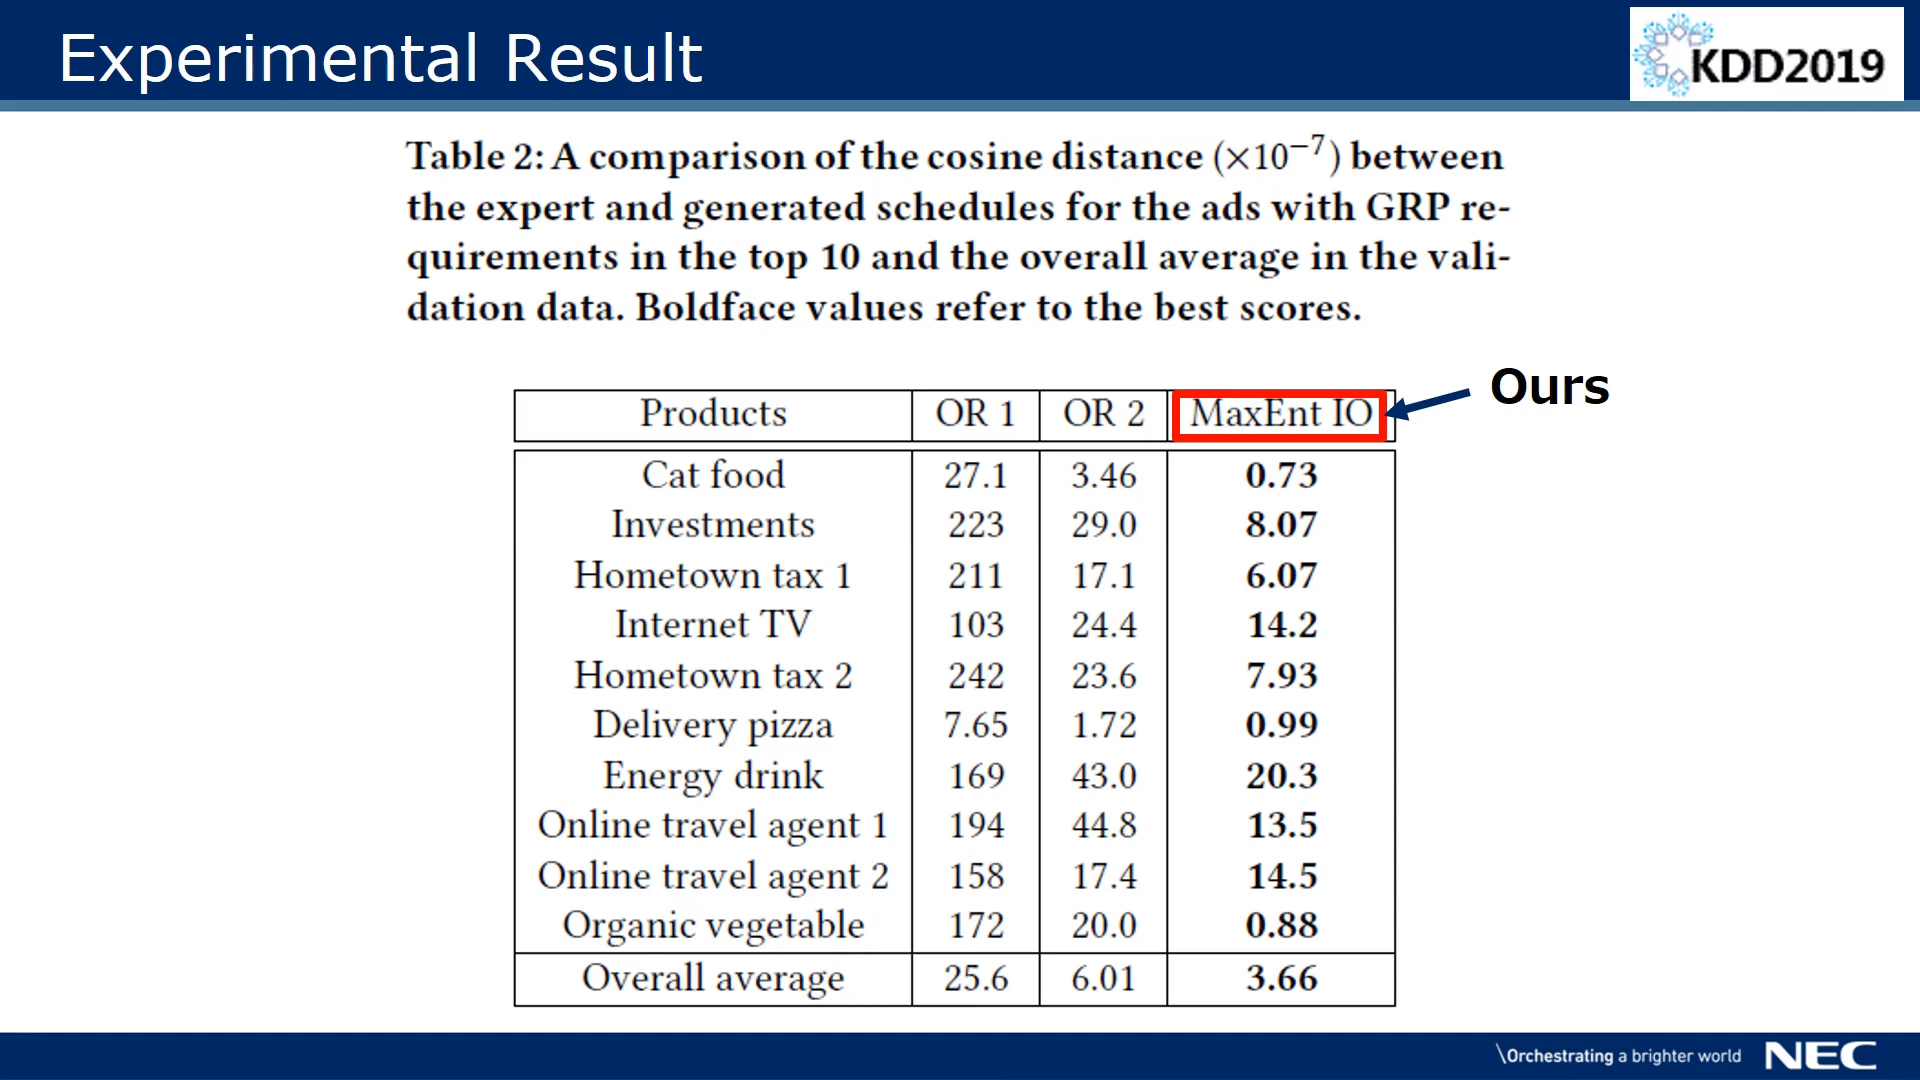 Experimental Result
KDD2019
Table 2: A comparison of the cosine distance (×10⁻⁷) between
the expert and generated schedules for the ads with GRP re-
quirements in the top 10 and the overall average in the vali-
dation data. Boldface values refer to the best scores.
Ours
Products OR 1 OR 2 MaxEnt IO
Cat food 27.1 3.46 0.73
Investments 223 29.0 8.07
Hometown tax 1 211 17.1 6.07
Internet TV 103 24.4 14.2
Hometown tax 2 242 23.6 7.93
Delivery pizza 7.65 1.72 0.99
Energy drink 169 43.0 20.3
Online travel agent 1 194 44.8 13.5
Online travel agent 2 158 17.4 14.5
Organic vegetable 172 20.0 0.88
Overall average 25.6 6.01 3.66
\Orchestrating a brighter world NEC